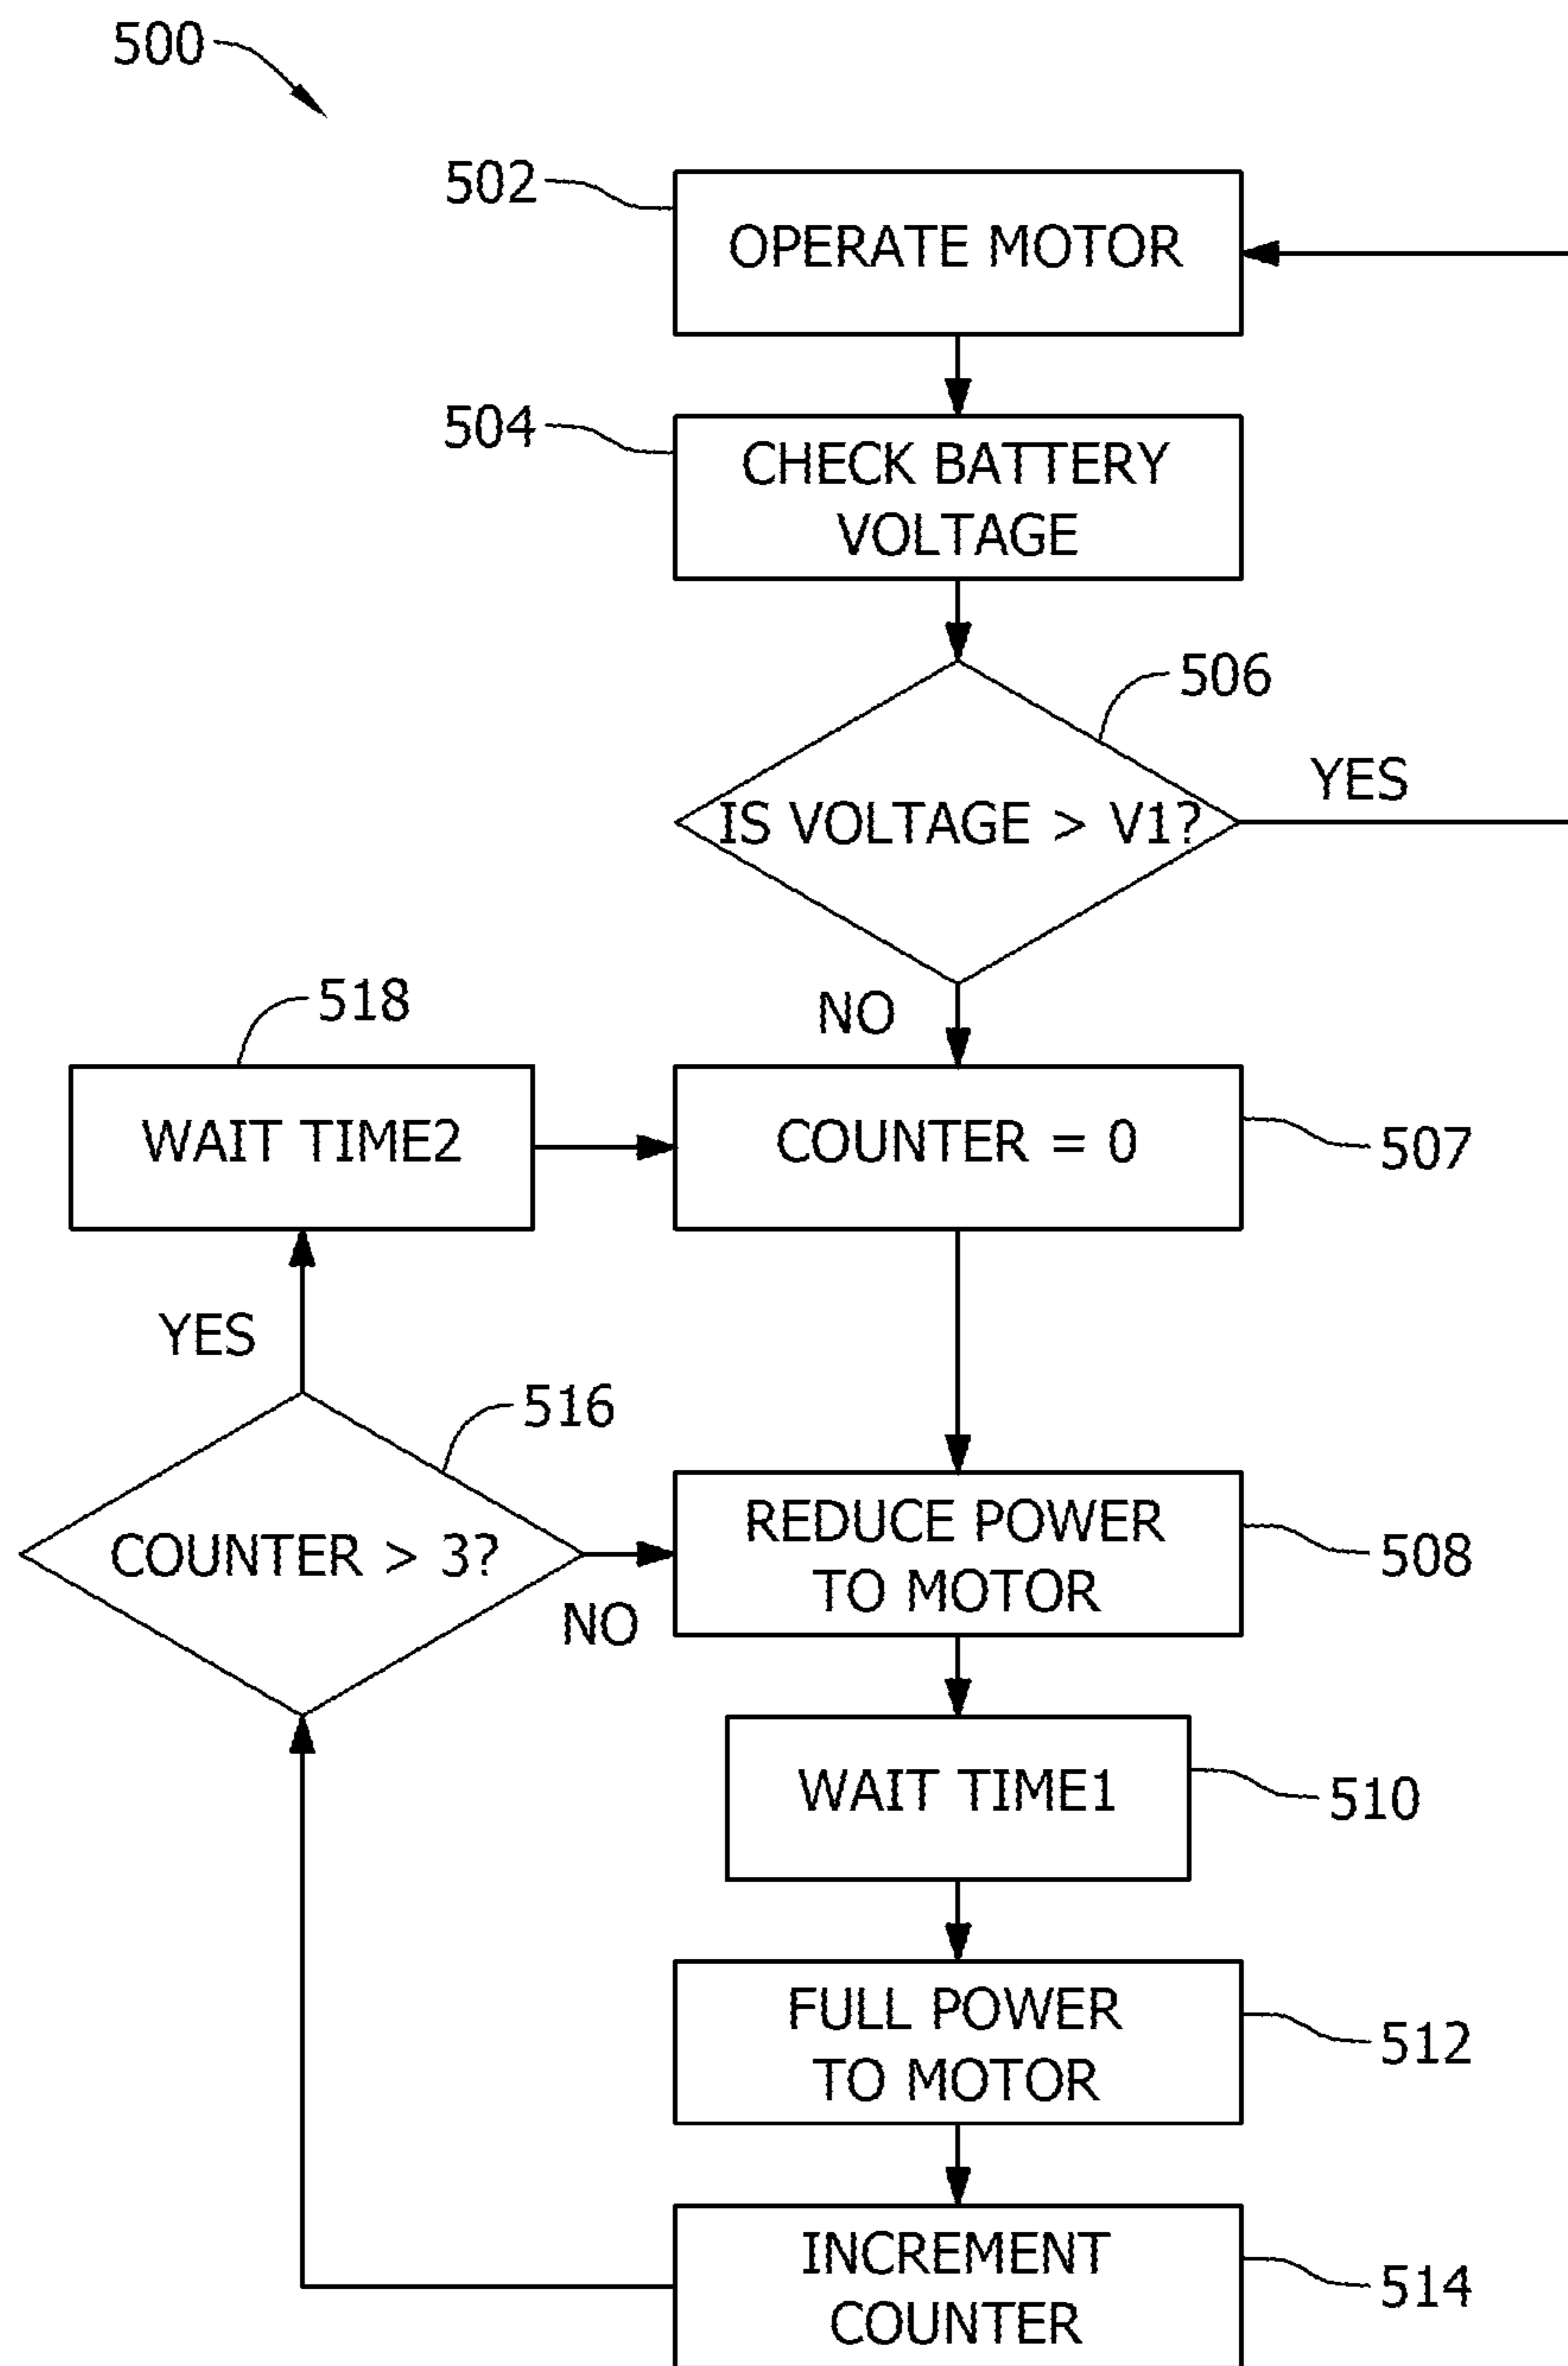 500
502
OPERATE MOTOR
504
CHECK BATTERY
VOLTAGE
506
IS VOLTAGE > V1?
YES
NO
518
WAIT TIME2
COUNTER = 0
507
YES
516
COUNTER > 3?
NO
REDUCE POWER
TO MOTOR
508
WAIT TIME1
510
FULL POWER
TO MOTOR
512
INCREMENT
COUNTER
514